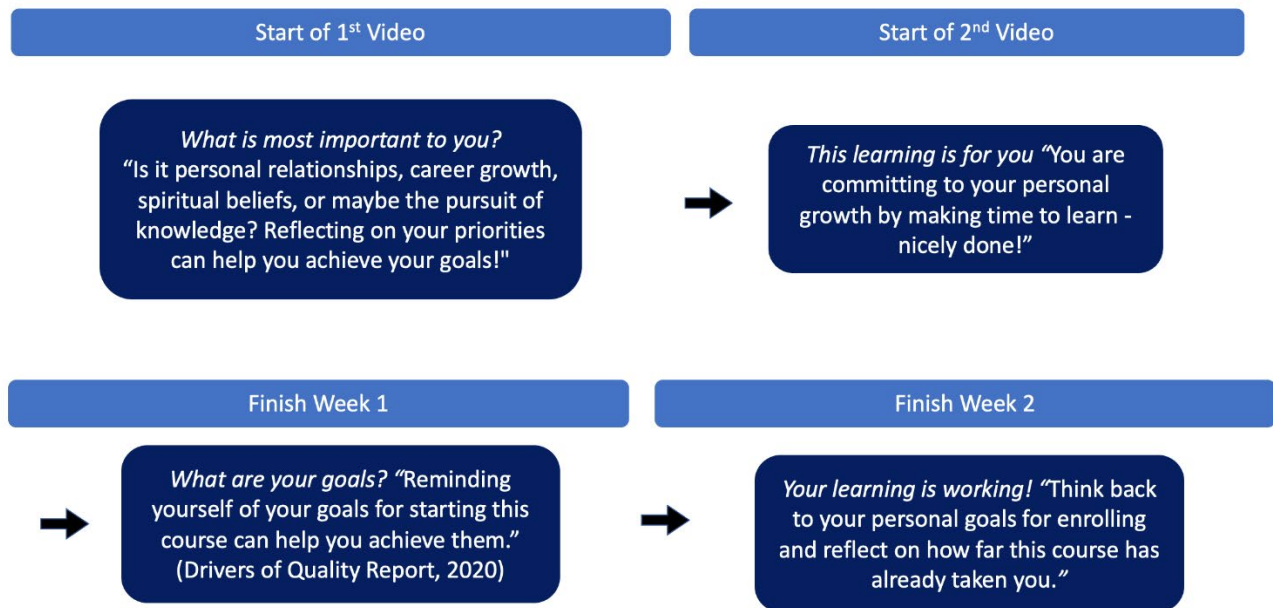 Start of 1st Video
Start of 2nd Video
What is most important to you?
“Is it personal relationships, career growth,
spiritual beliefs, or maybe the pursuit of
knowledge? Reflecting on your priorities
can help you achieve your goals!"
This learning is for you “You are
committing to your personal
growth by making time to learn -
nicely done!”
Finish Week 1
Finish Week 2
What are your goals? “Reminding
yourself of your goals for starting this
course can help you achieve them.”
(Drivers of Quality Report, 2020)
Your learning is working! “Think back
to your personal goals for enrolling
and reflect on how far this course has
already taken you.”